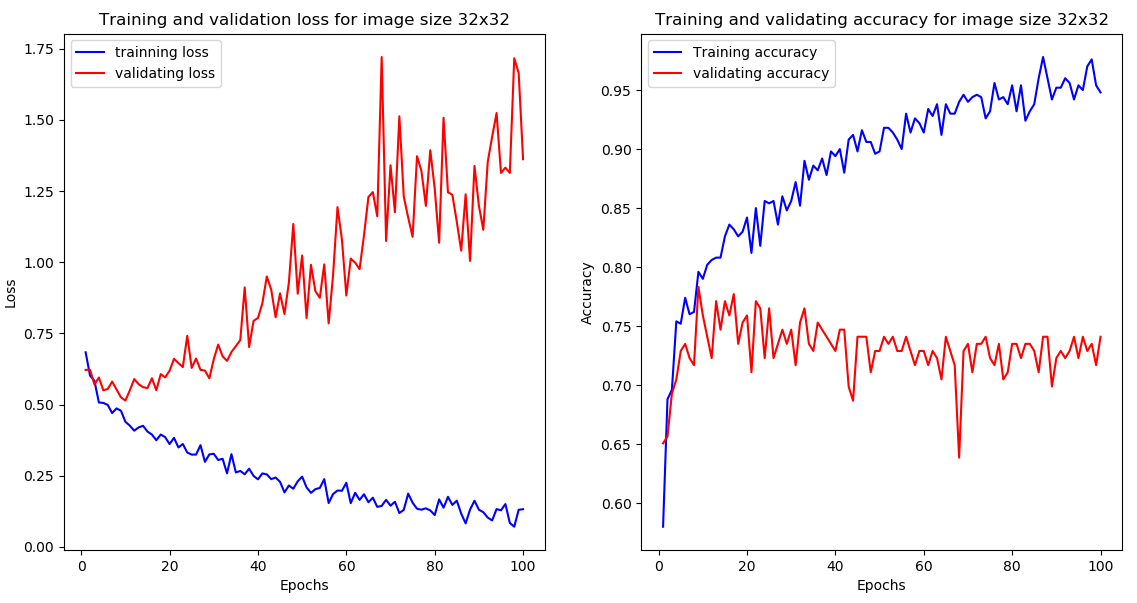 Training and validation loss for image size 32x32
trainning loss
validating loss
1.75
1.50
1.25
1.00
0.75
0.50
0.25
0.00
Loss
0 20 40 60 80 100
Epochs
Training and validating accuracy for image size 32x32
Training accuracy
validating accuracy
0.95
0.90
0.85
0.80
0.75
0.70
0.65
0.60
Accuracy
0 20 40 60 80 100
Epochs